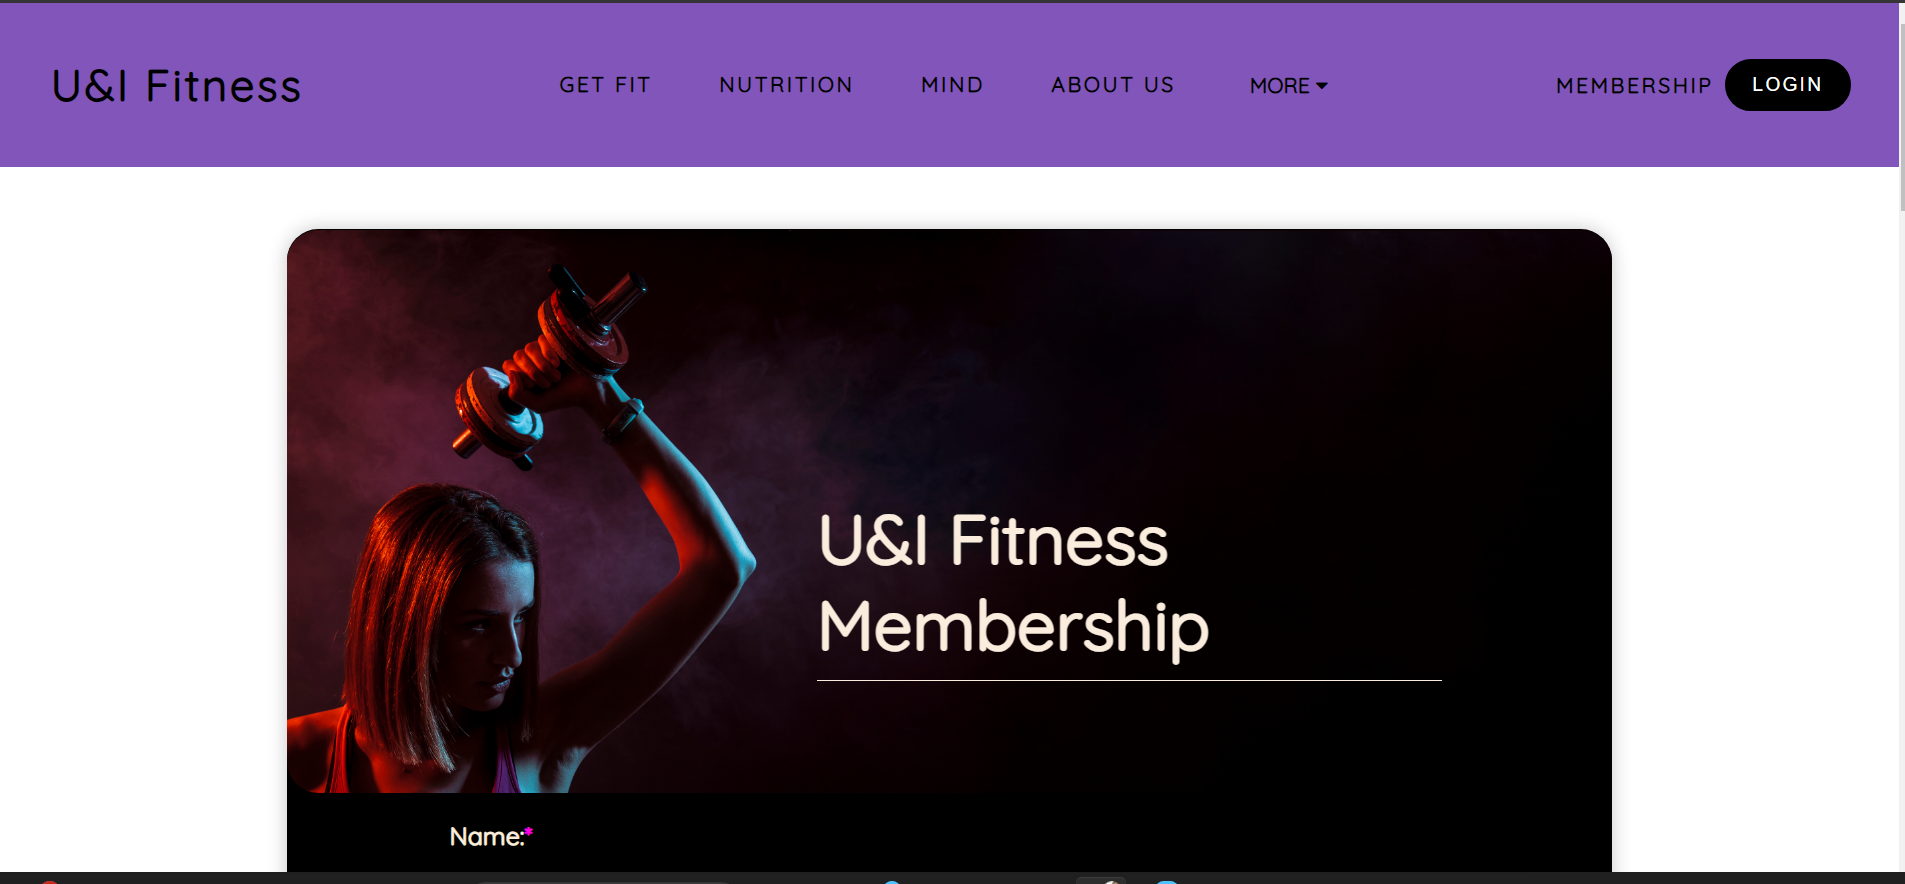 U&I Fitness
GET FIT
NUTRITION
MIND
ABOUT US
MORE
MEMBERSHIP
LOGIN
U&I Fitness
Membership
Name:*